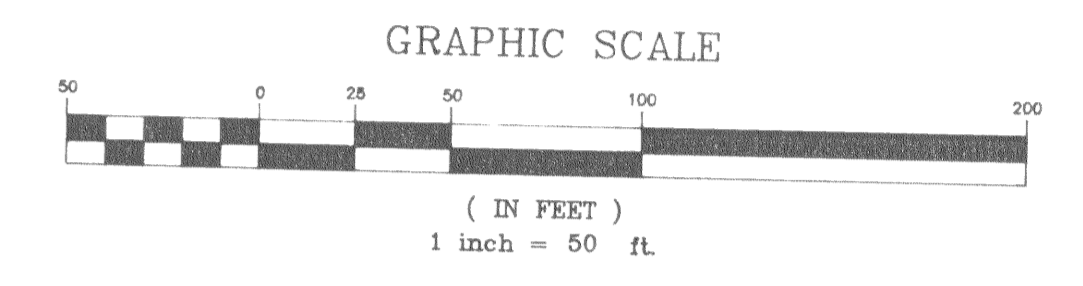 GRAPHIC SCALE
50 0 25 50 100 200
( IN FEET )
1 inch = 50 ft.